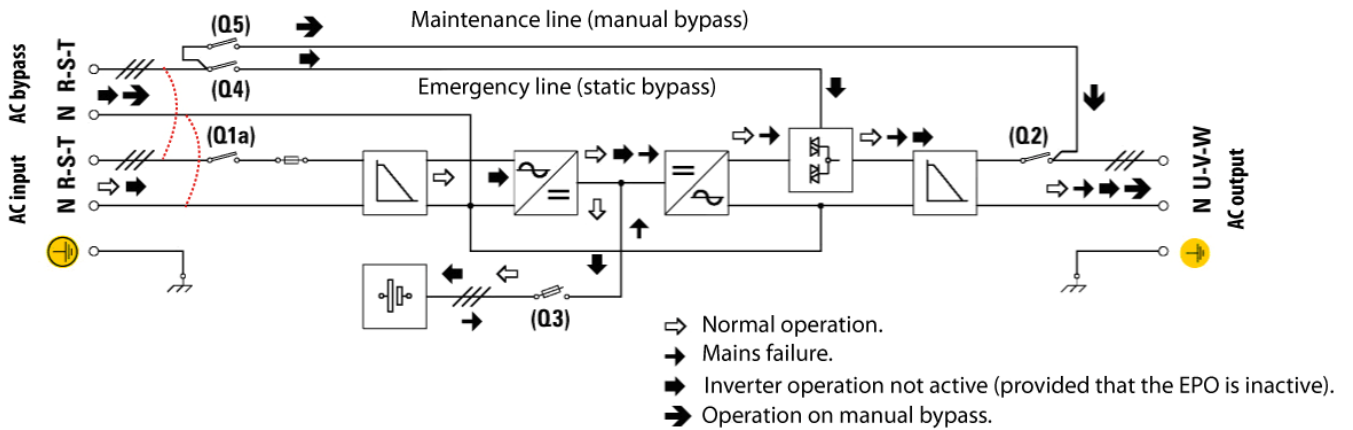 (Q5)
Maintenance line (manual bypass)
AC bypass
N R-S-T
(Q4)
Emergency line (static bypass)
(Q1a)
(Q2)
AC input
N R-S-T
N U-V-W
AC output
(Q3)
Normal operation.
Mains failure.
Inverter operation not active (provided that the EPO is inactive).
Operation on manual bypass.